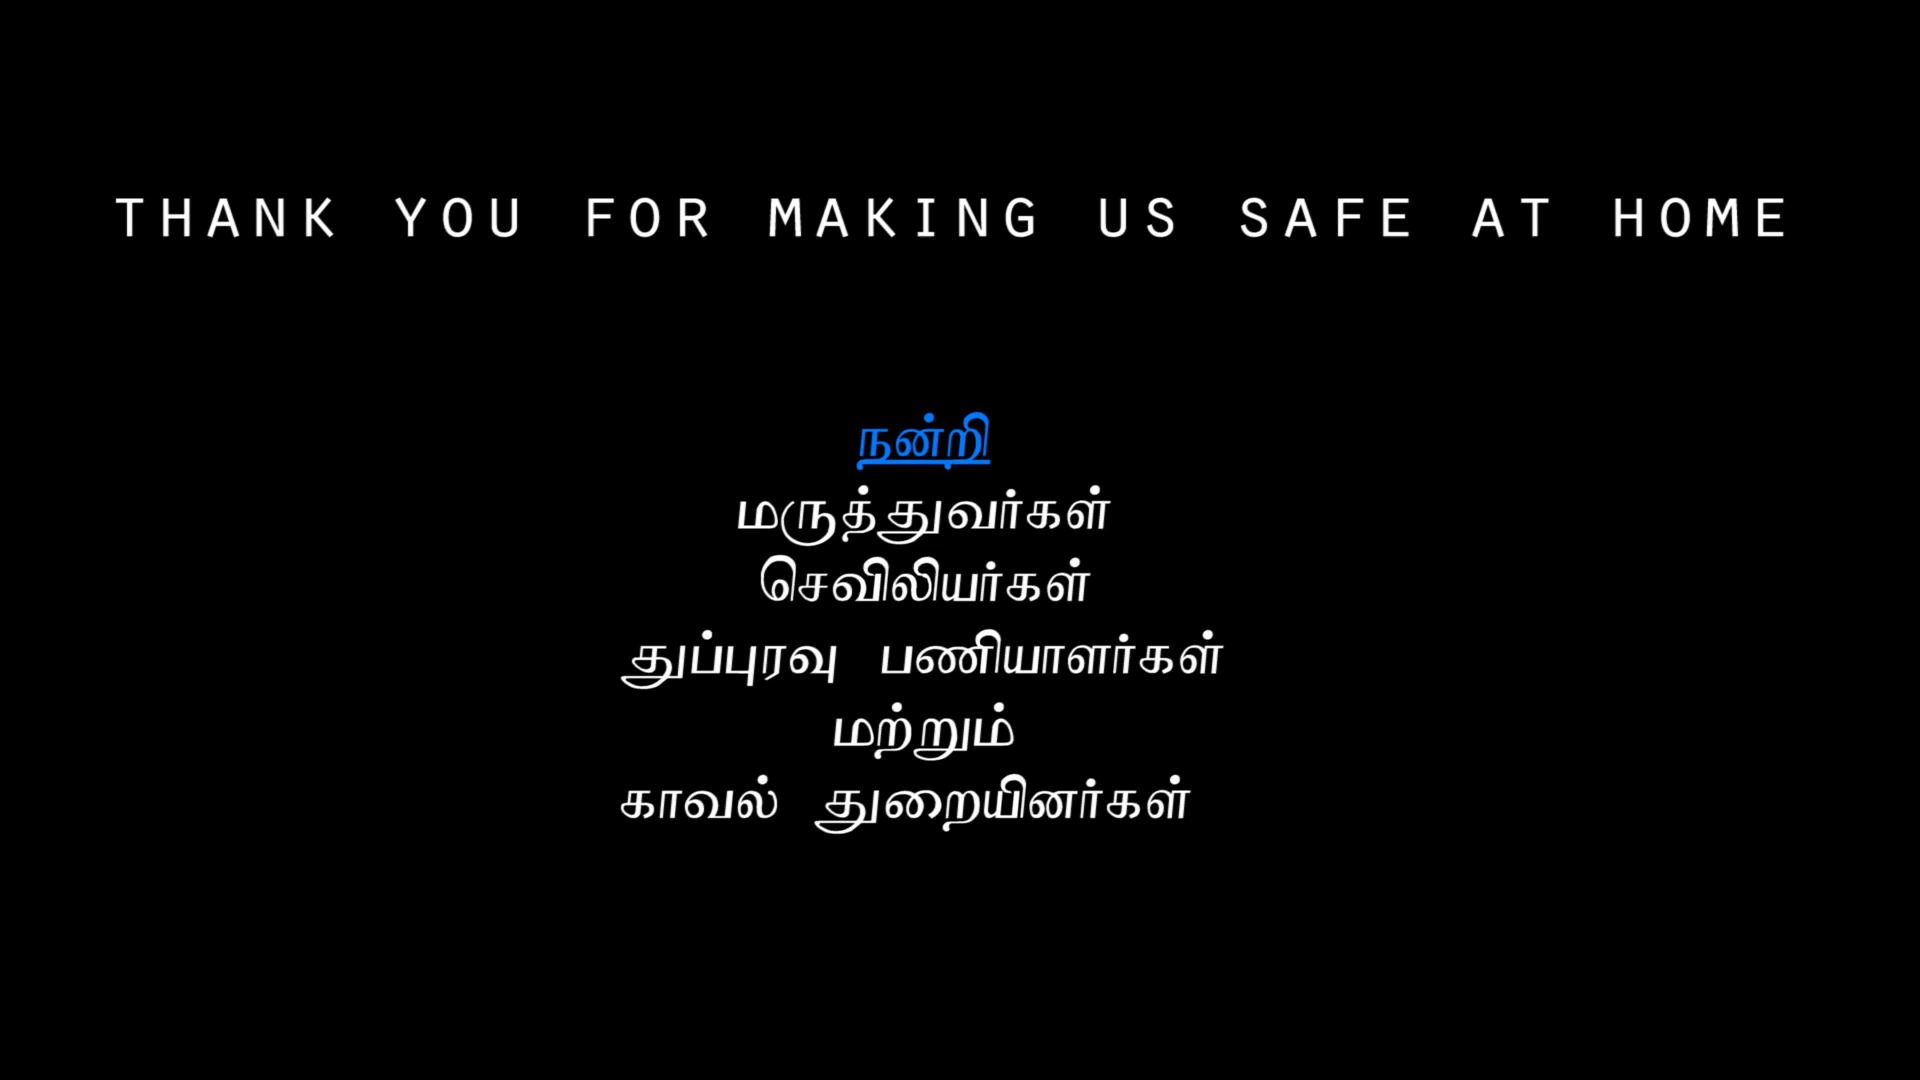 THANK YOU FOR MAKING US SAFE AT HOME
நன்றி
மருத்துவர்கள்
செவிலியர்கள்
துப்புரவு பணியாளர்கள்
மற்றும்
காவல் துறையினர்கள்